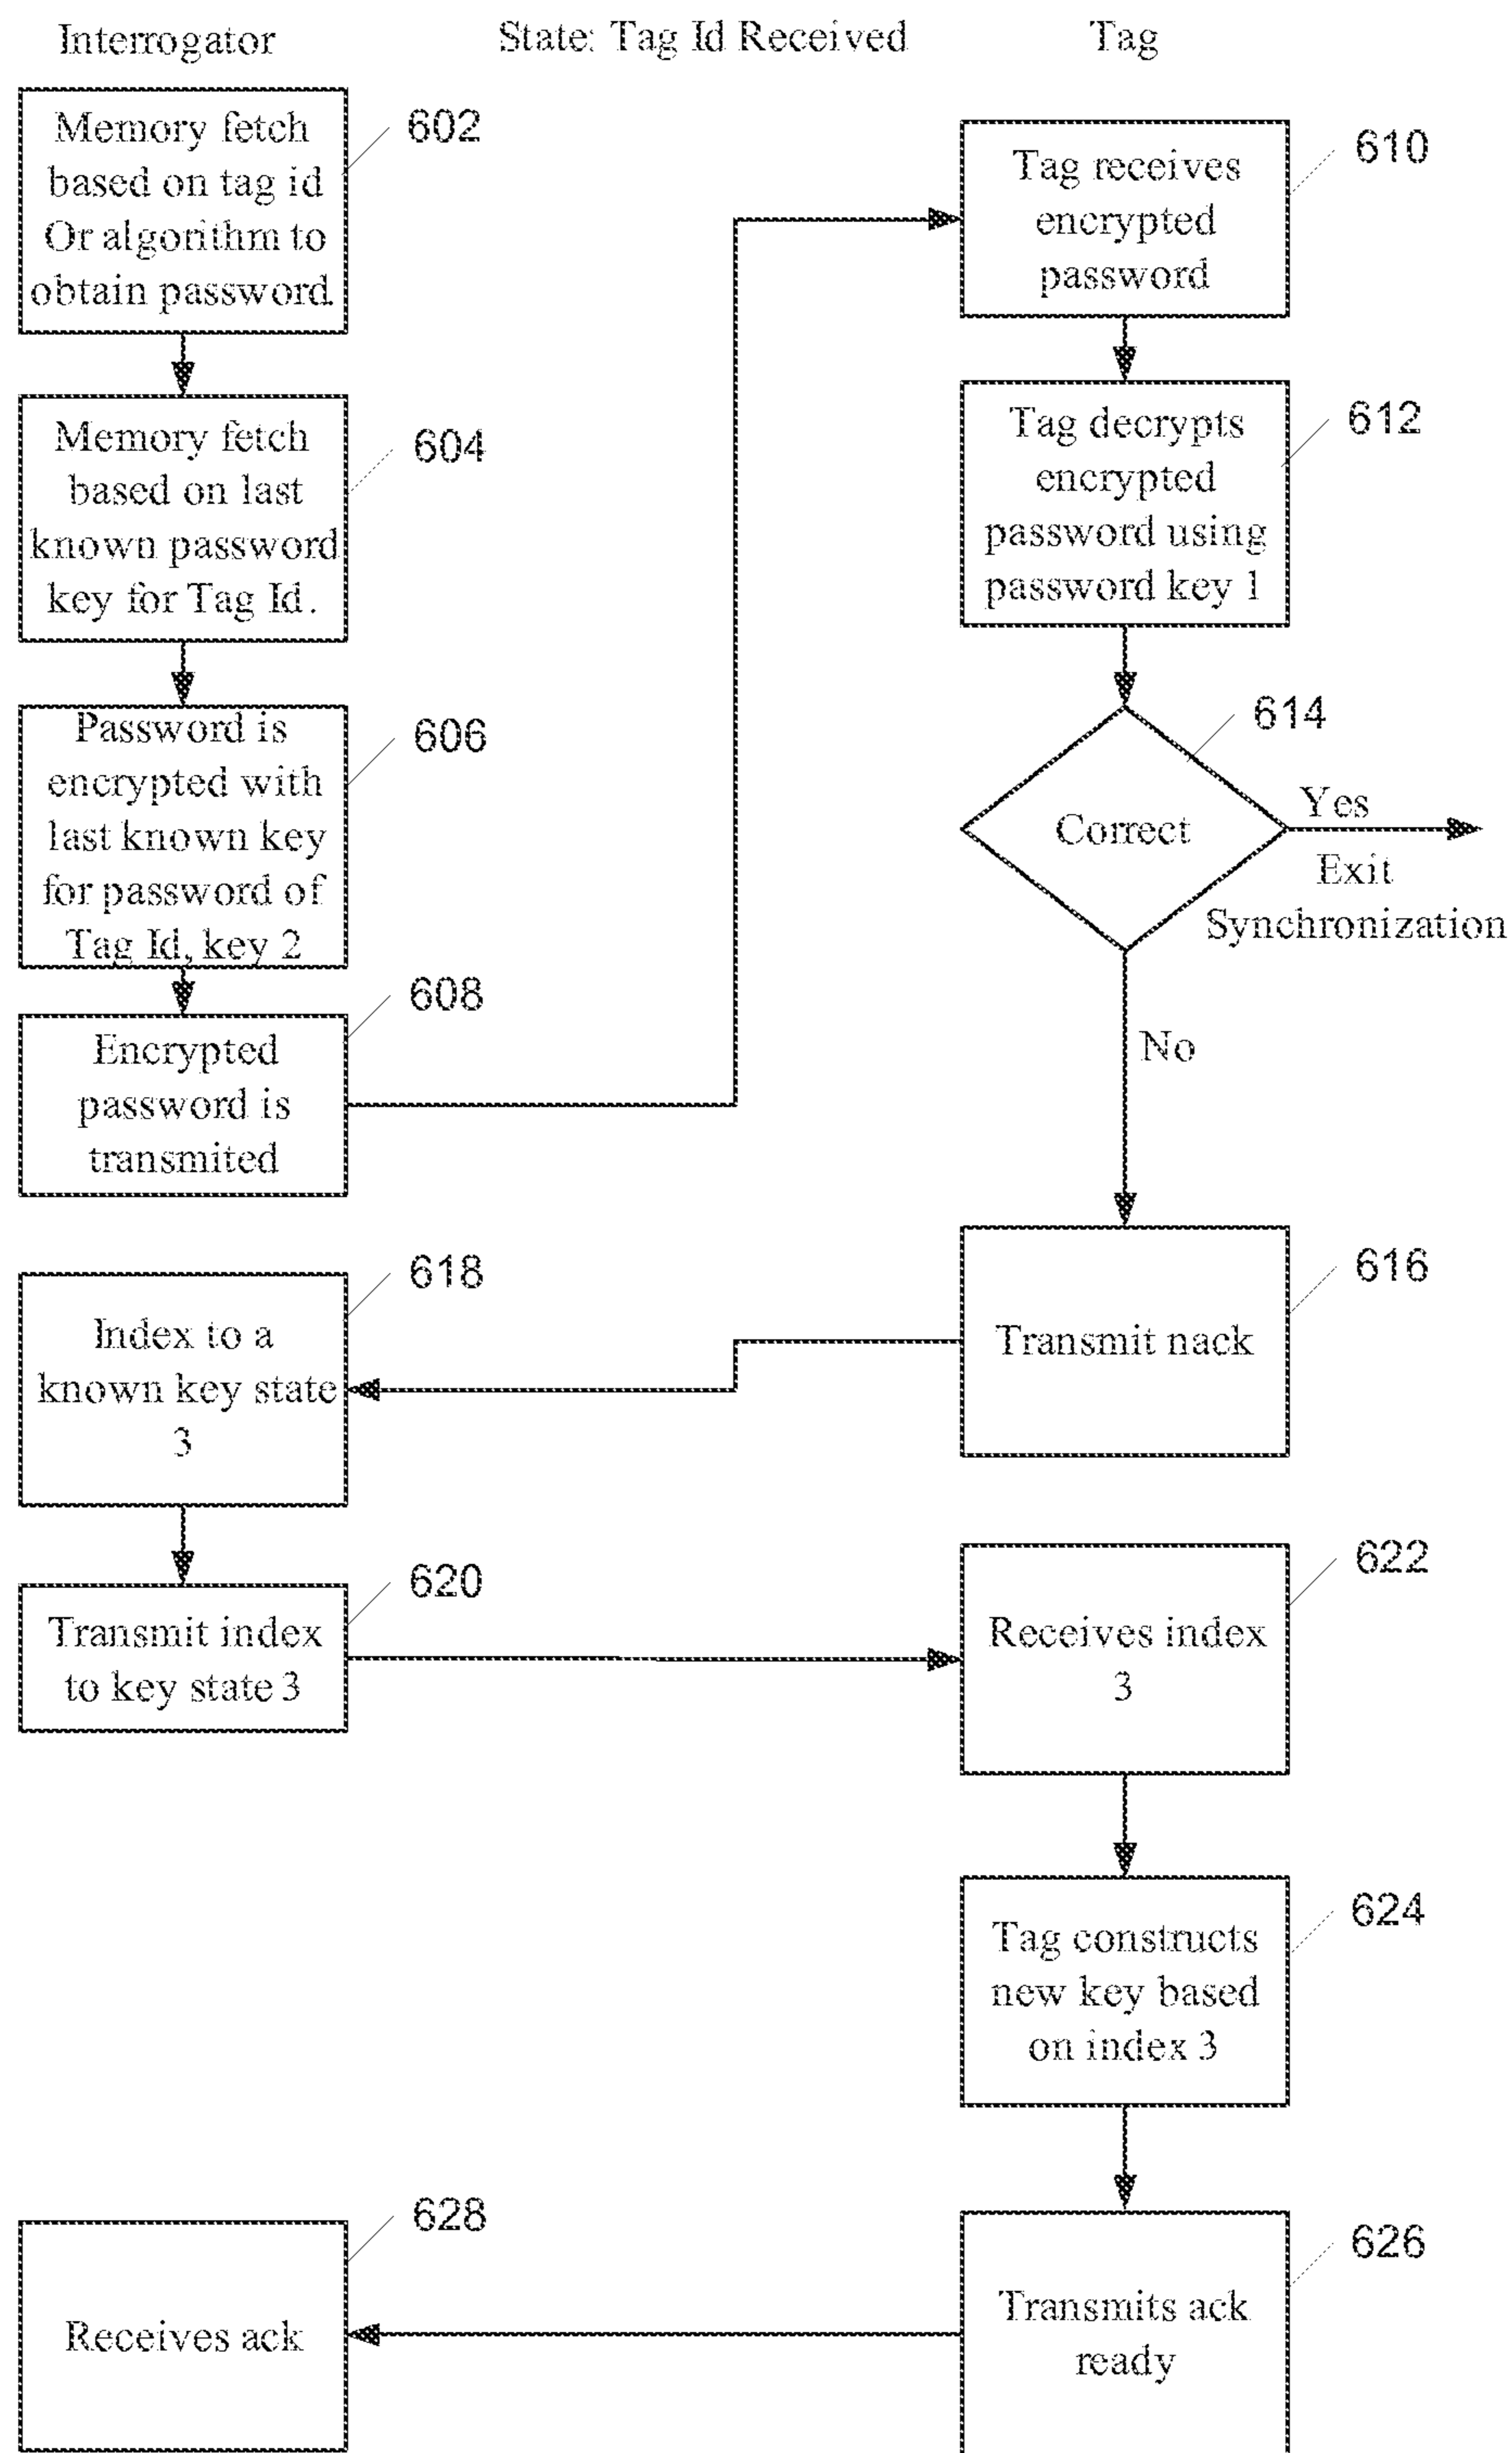 Interrogator
State: Tag Id Received
Tag
Memory fetch
based on tag id
Or algorithm to
obtain password.
602
Memory fetch
based on last
known password
key for Tag Id.
604
Password is
encrypted with
last known key
for password of
Tag Id, key 2
606
Encrypted
password is
transmited
608
Tag receives
encrypted
password
610
Tag decrypts
encrypted
password using
password key 1
612
Correct
614
Yes
Exit
Synchronization
No
Transmit nack
616
Index to a
known key state
3
618
Transmit index
to key state 3
620
Receives index
3
622
Tag constructs
new key based
on index 3
624
Transmits ack
ready
626
Receives ack
628